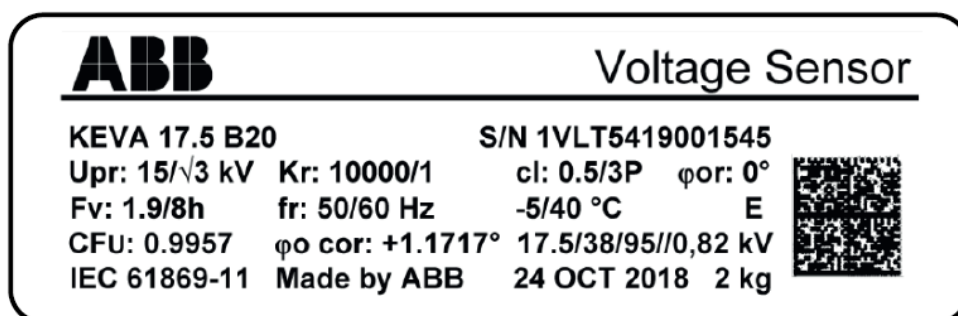 ABB Voltage Sensor
KEVA 17.5 B20 S/N 1VLT5419001545
Upr: 15/√3 kV Kr: 10000/1 cl: 0.5/3P φor: 0°
Fv: 1.9/8h fr: 50/60 Hz -5/40 °C E
CFU: 0.9957 φo cor: +1.1717° 17.5/38/95//0,82 kV
IEC 61869-11 Made by ABB 24 OCT 2018 2 kg